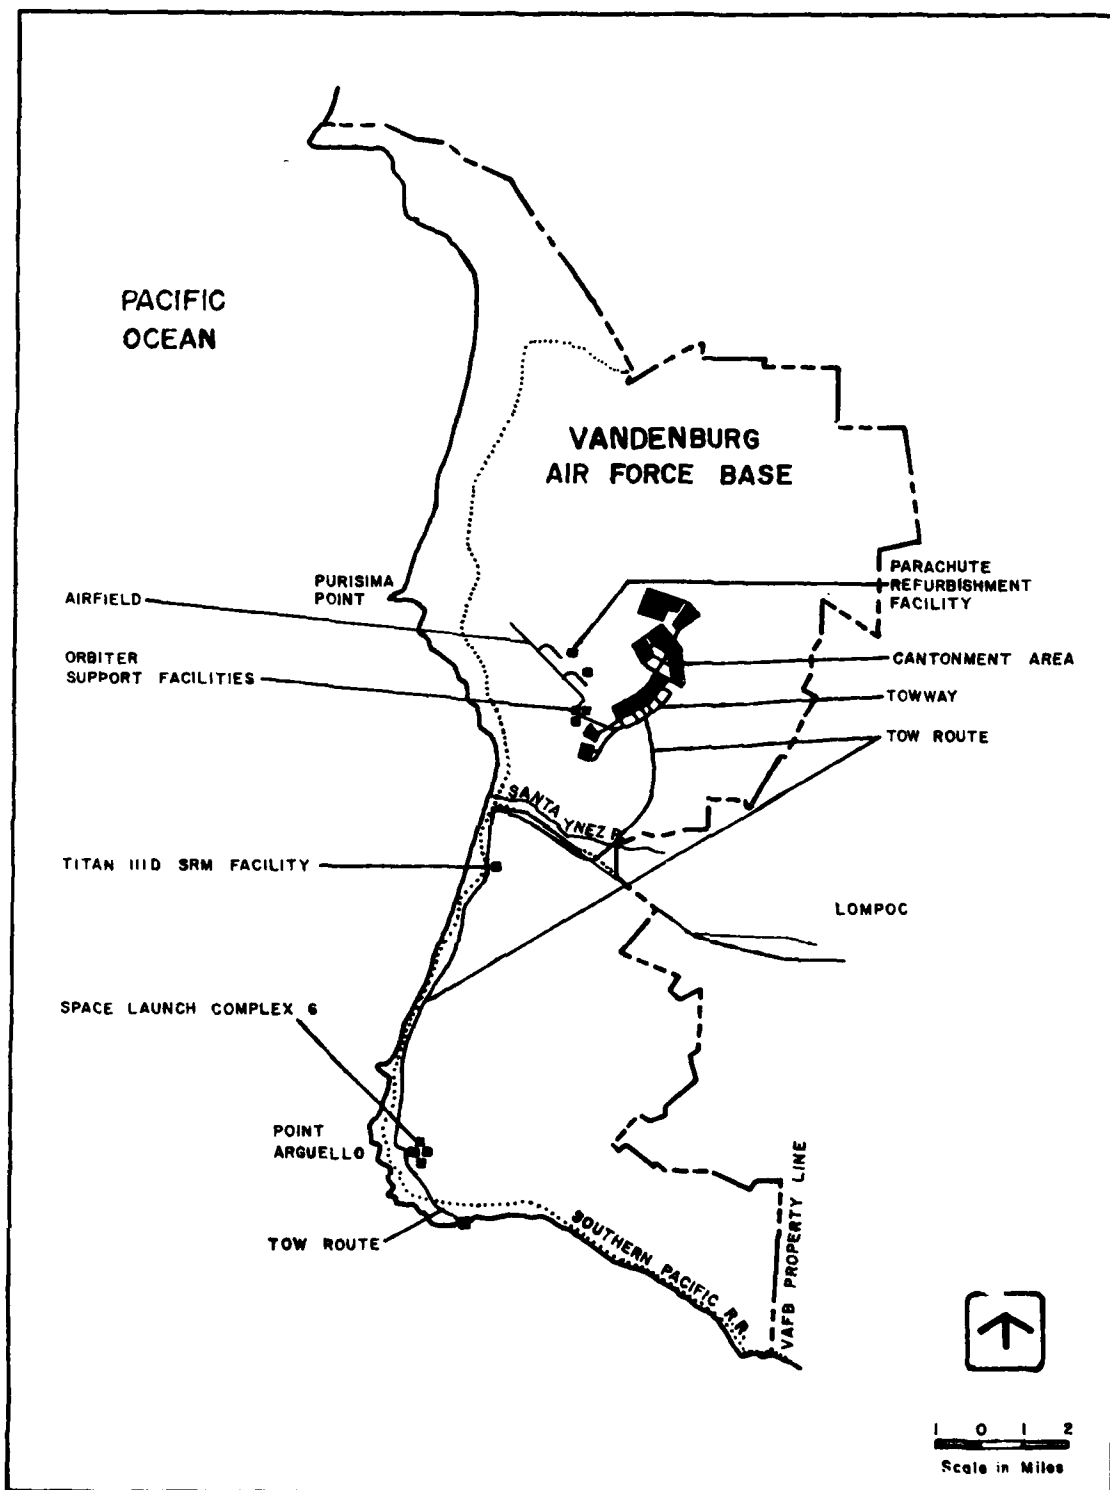 PACIFIC
OCEAN
VANDENBURG
AIR FORCE BASE
PURISIMA
POINT
AIRFIELD
ORBITER
SUPPORT FACILITIES
PARACHUTE
REFURBISHMENT
FACILITY
CANTONMENT AREA
TOWWAY
TOW ROUTE
SANTA YNEZ R.
TITAN IIID SRM FACILITY
LOMPOC
SPACE LAUNCH COMPLEX 6
POINT
ARGUELLO
TOW ROUTE
SOUTHERN PACIFIC R.R.
VAFB PROPERTY LINE
1 0 1 2
Scale in Miles